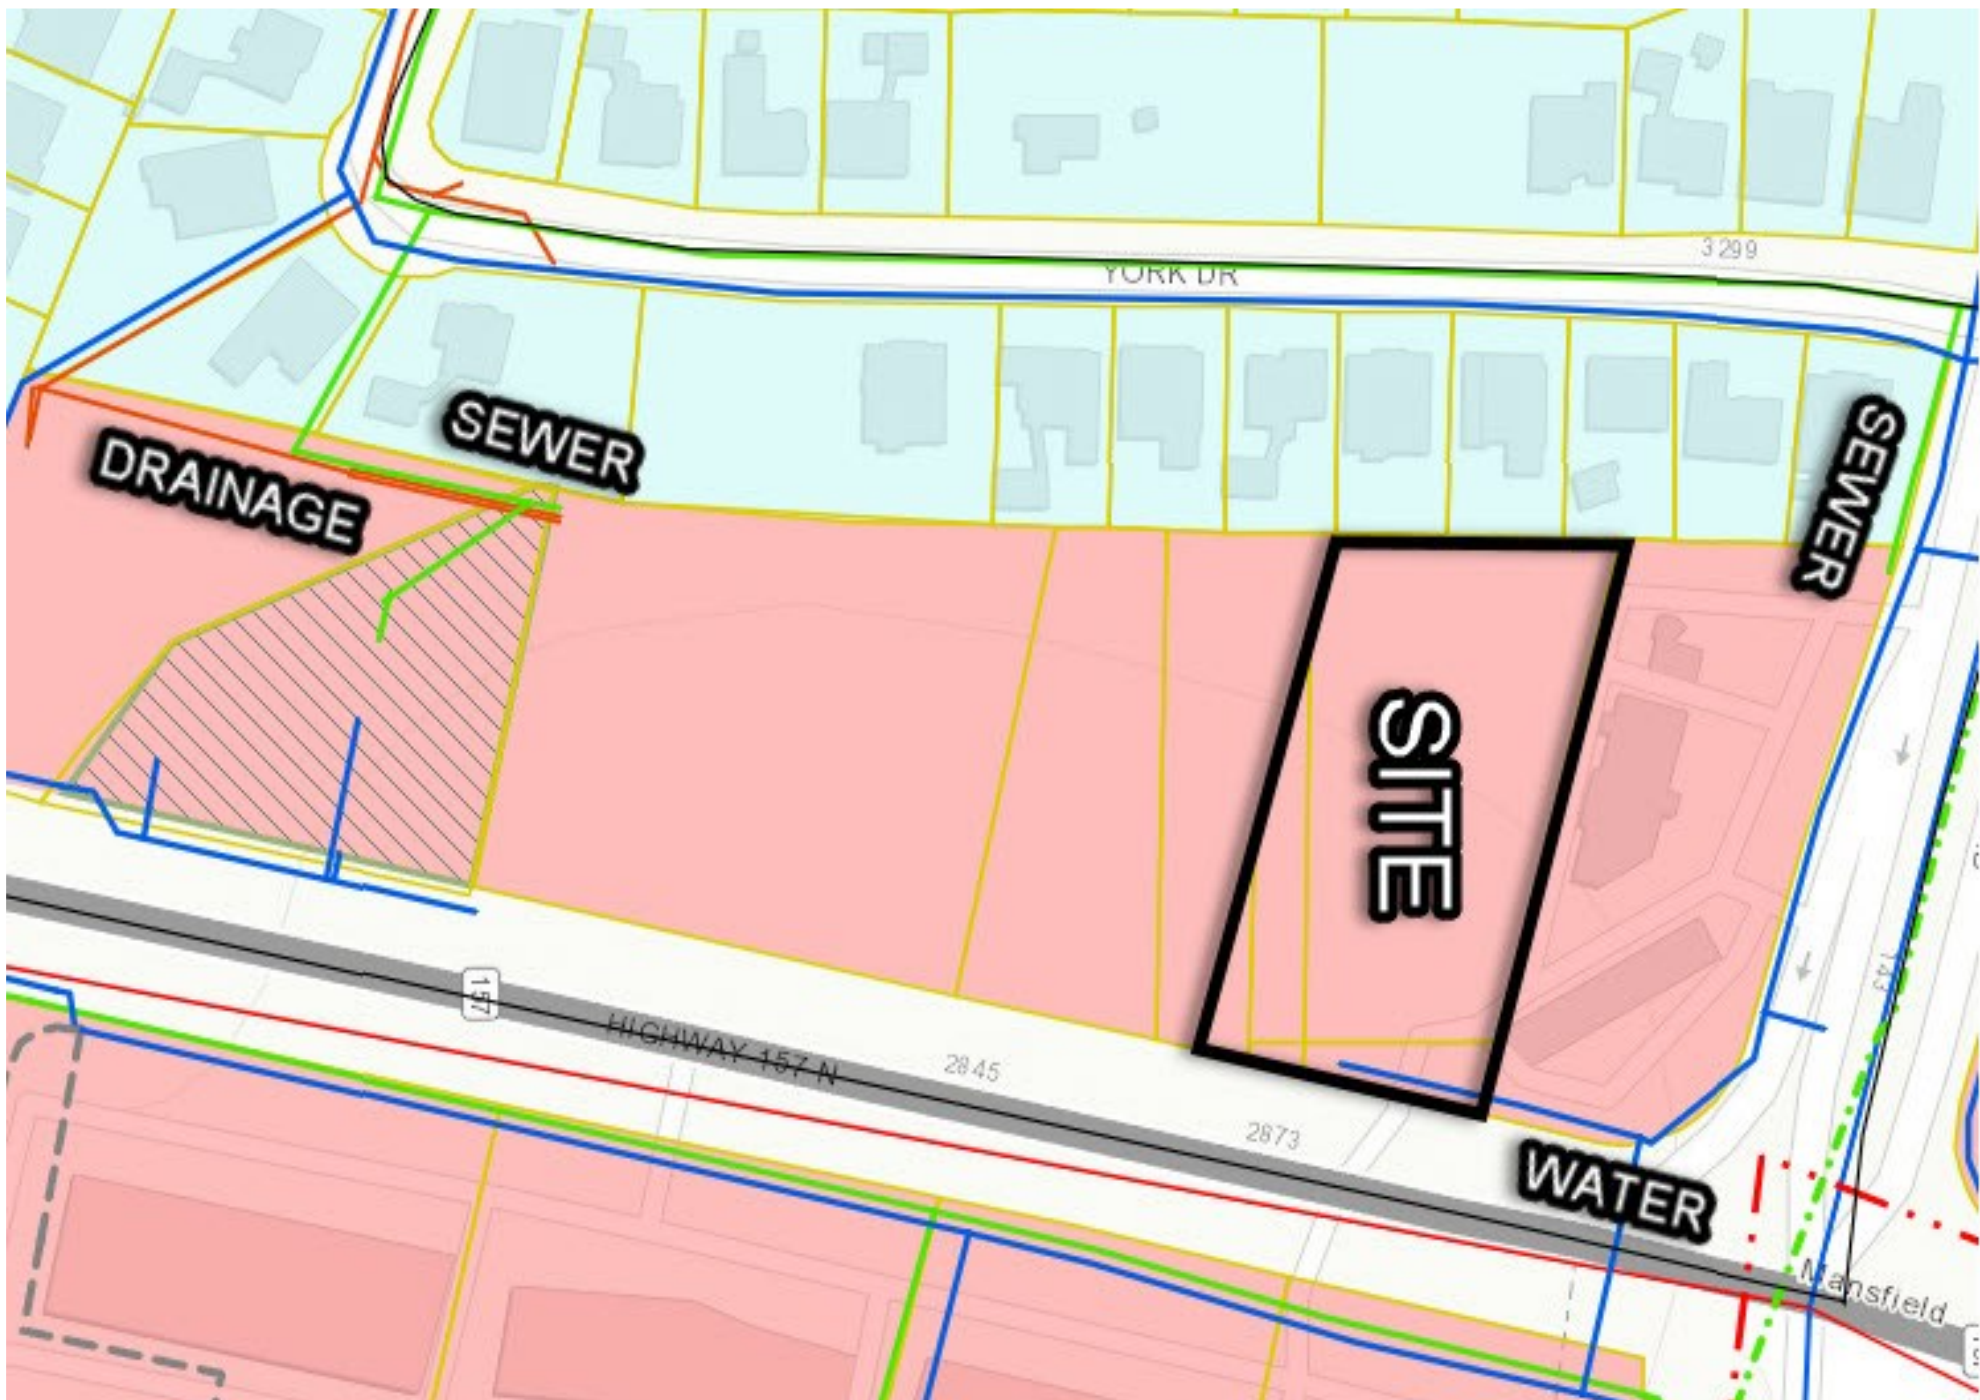 3299
YORK DR
SEWER
SEWER
DRAINAGE
SITE
157
HIGHWAY 157 N
2845
2873
WATER
Mansfield